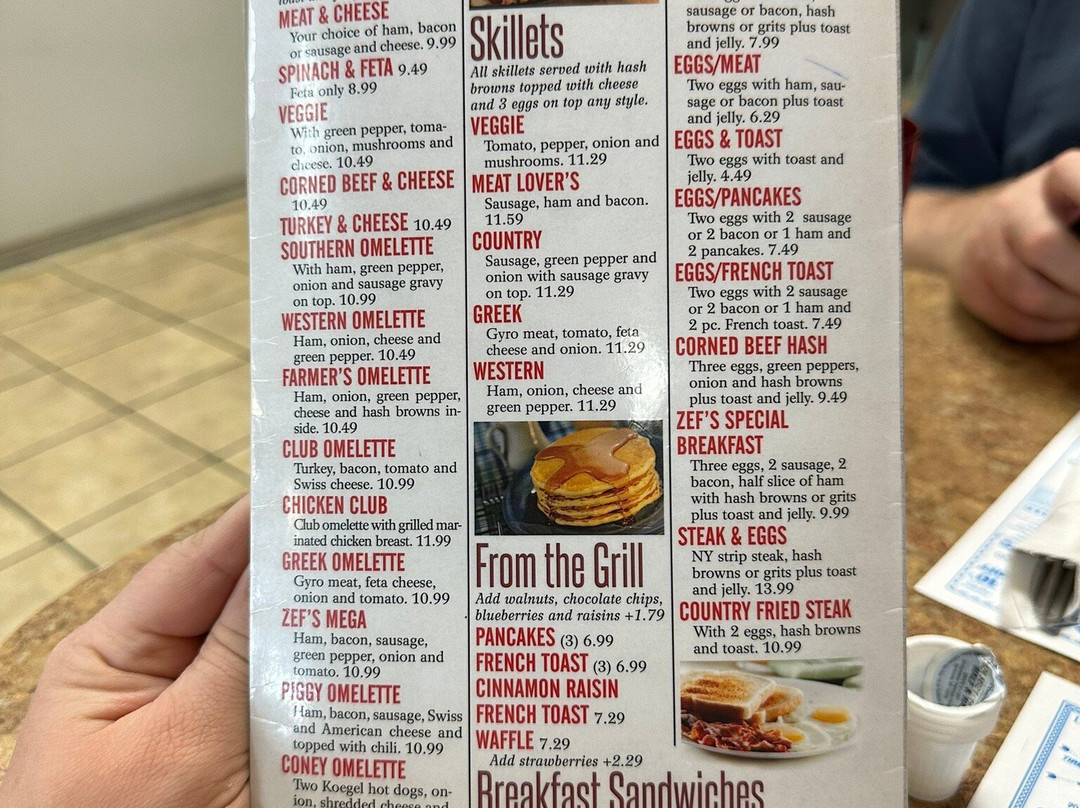 MEAT & CHEESE
Your choice of ham, bacon
or sausage and cheese. 9.99
SPINACH & FETA 9.49
Feta only 8.99
VEGGIE
With green pepper, toma-
to, onion, mushrooms and
cheese. 10.49
CORNED BEEF & CHEESE
10.49
TURKEY & CHEESE 10.49
SOUTHERN OMELETTE
With ham, green pepper,
onion and sausage gravy
on top. 10.99
WESTERN OMELETTE
Ham, onion, cheese and
green pepper. 10.49
FARMER'S OMELETTE
Ham, onion, green pepper,
cheese and hash browns in-
side. 10.49
CLUB OMELETTE
Turkey, bacon, tomato and
Swiss cheese. 10.99
CHICKEN CLUB
Club omelette with grilled mar-
inated chicken breast. 11.99
GREEK OMELETTE
Gyro meat, feta cheese,
onion and tomato. 10.99
ZEF'S MEGA
Ham, bacon, sausage,
green pepper, onion and
tomato. 10.99
PIGGY OMELETTE
Ham, bacon, sausage, Swiss
and American cheese and
topped with chili. 10.99
CONEY OMELETTE
Two Koegel hot dogs, on-
ion, shredded cheese and
Skillets
All skillets served with hash
browns topped with cheese
and 3 eggs on top any style.
VEGGIE
Tomato, pepper, onion and
mushrooms. 11.29
MEAT LOVER'S
Sausage, ham and bacon.
11.59
COUNTRY
Sausage, green pepper and
onion with sausage gravy
on top. 11.29
GREEK
Gyro meat, tomato, feta
cheese and onion. 11.29
WESTERN
Ham, onion, cheese and
green pepper. 11.29
From the Grill
Add walnuts, chocolate chips,
blueberries and raisins +1.79
PANCAKES (3) 6.99
FRENCH TOAST (3) 6.99
CINNAMON RAISIN
FRENCH TOAST 7.29
WAFFLE 7.29
Add strawberries +2.29
Breakfast Sandwiches
sausage or bacon, hash
browns or grits plus toast
and jelly. 7.99
EGGS/MEAT
Two eggs with ham, sau-
sage or bacon plus toast
and jelly. 6.29
EGGS & TOAST
Two eggs with toast and
jelly. 4.49
EGGS/PANCAKES
Two eggs with 2 sausage
or 2 bacon or 1 ham and
2 pancakes. 7.49
EGGS/FRENCH TOAST
Two eggs with 2 sausage
or 2 bacon or 1 ham and
2 pc. French toast. 7.49
CORNED BEEF HASH
Three eggs, green peppers,
onion and hash browns
plus toast and jelly. 9.49
ZEF'S SPECIAL
BREAKFAST
Three eggs, 2 sausage, 2
bacon, half slice of ham
with hash browns or grits
plus toast and jelly. 9.99
STEAK & EGGS
NY strip steak, hash
browns or grits plus toast
and jelly. 13.99
COUNTRY FRIED STEAK
With 2 eggs, hash browns
and toast. 10.99